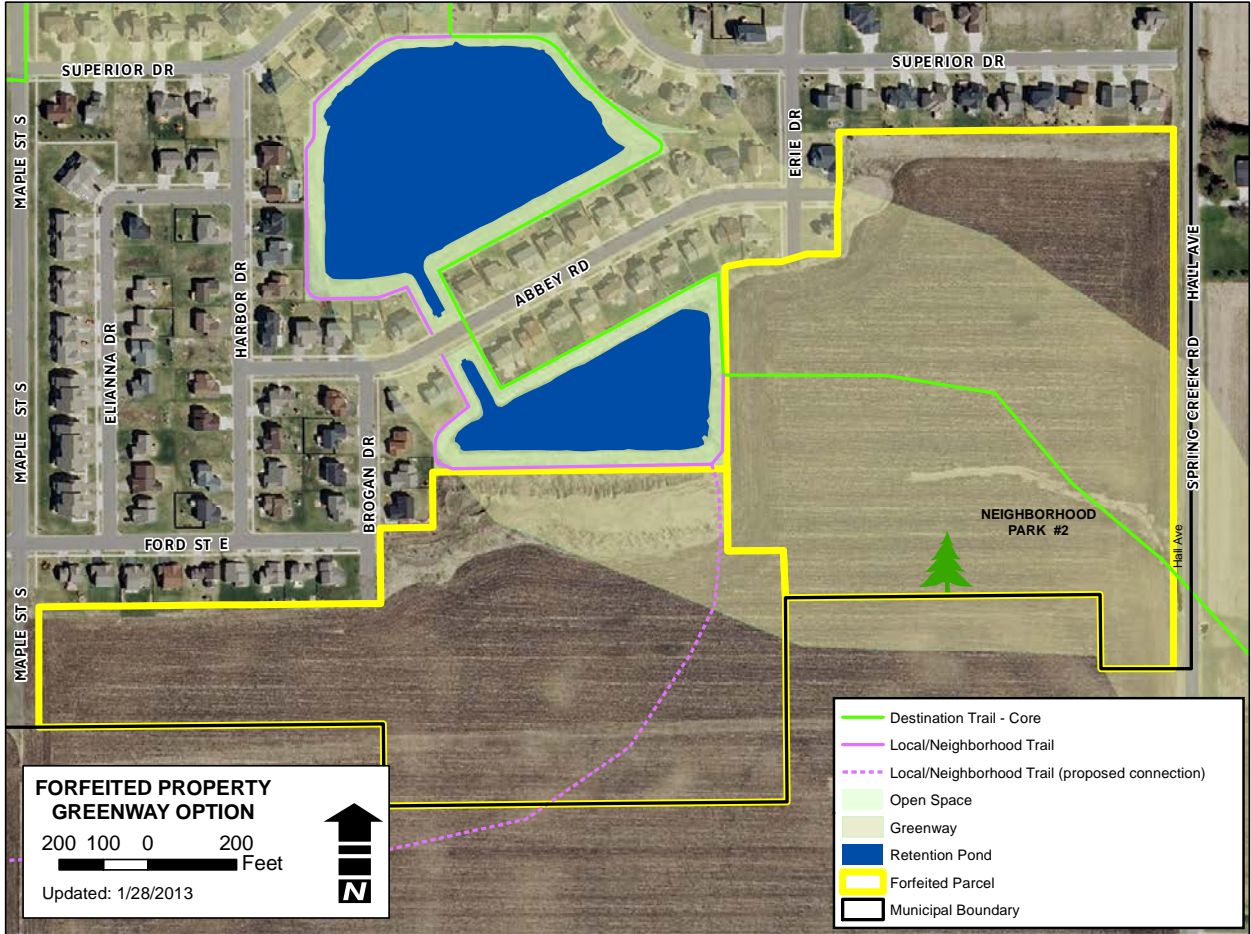 SUPERIOR DR
SUPERIOR DR
MAPLE ST S
ERIE DR
HARBOR DR
ABBEY RD
ELIANNA DR
HALL AVE
SPRING CREEK RD
MAPLE ST S
BROGAN DR
NEIGHBORHOOD
PARK #2
FORD ST E
Hall Ave
MAPLE ST S
FORFEITED PROPERTY
GREENWAY OPTION
200 100 0 200
Feet
Updated: 1/28/2013
N
Destination Trail - Core
Local/Neighborhood Trail
Local/Neighborhood Trail (proposed connection)
Open Space
Greenway
Retention Pond
Forfeited Parcel
Municipal Boundary